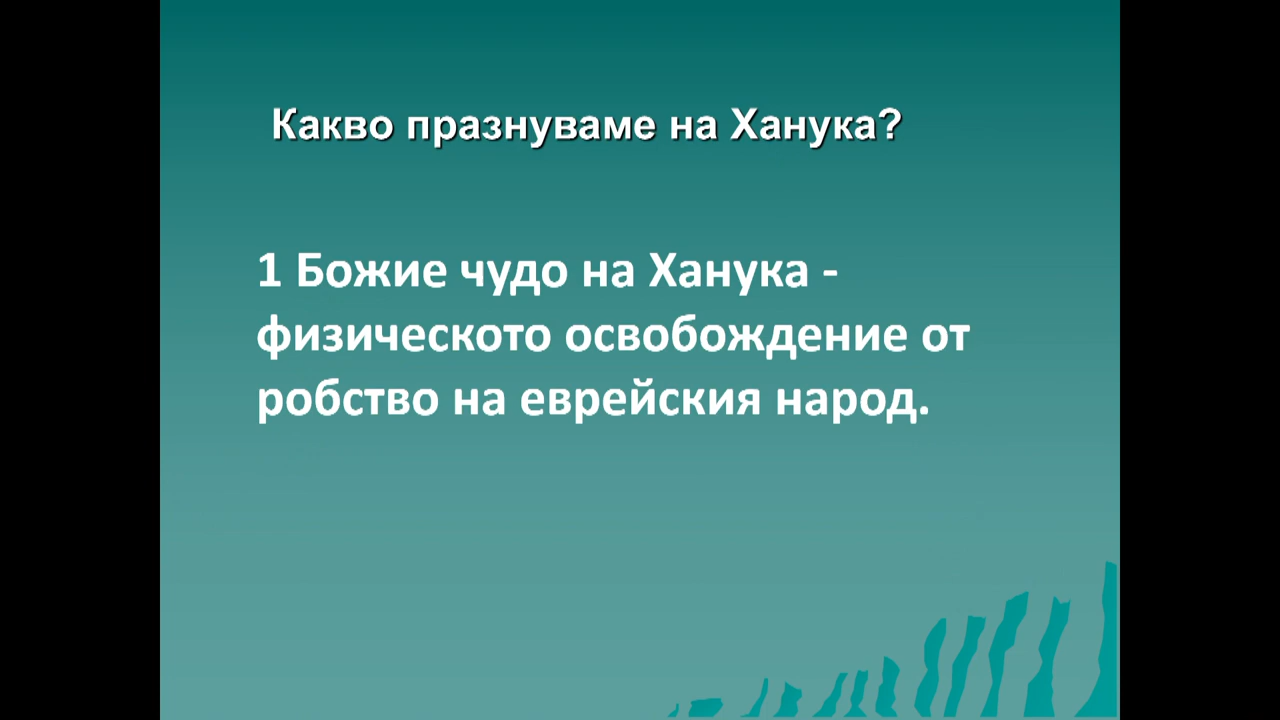 Какво празнуваме на Ханука?
1 Божие чудо на Ханука -
физическото освобождение от
робство на еврейския народ.